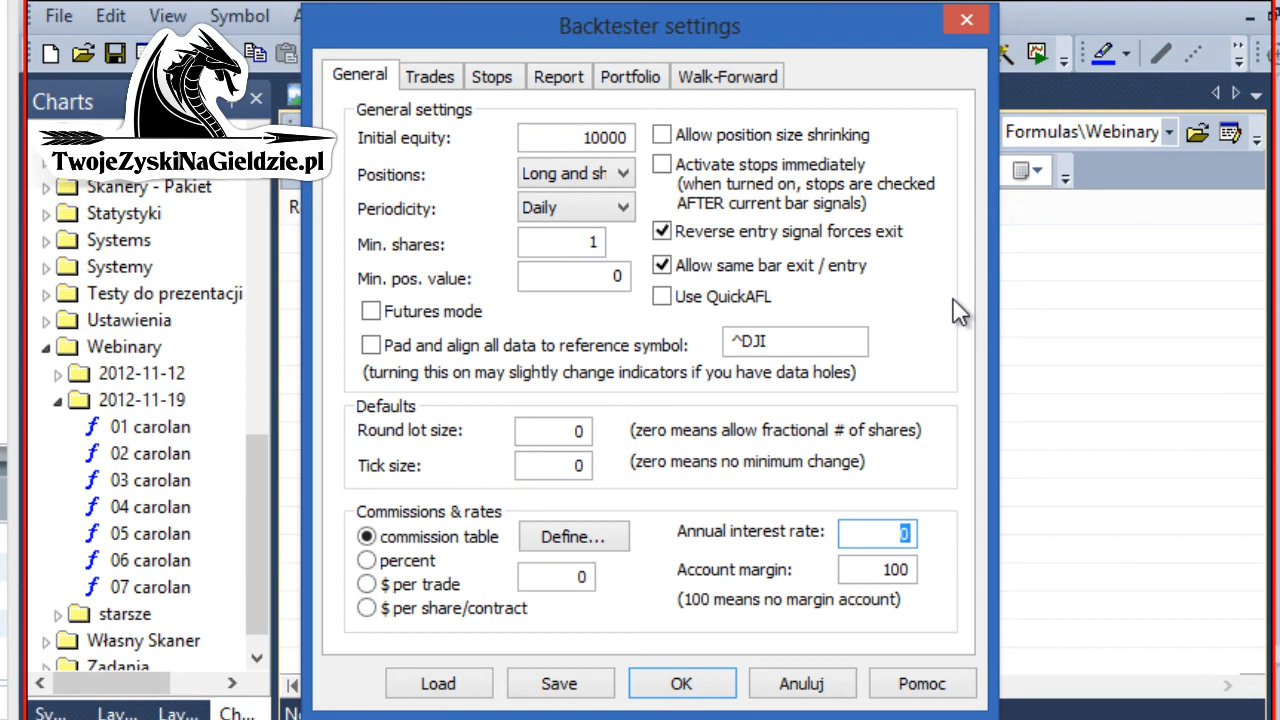 File Edit View Symbol
Backtester settings
Charts
TwojeZyskiNaGieldzie.pl
Skanery - Pakiet
Statystyki
Systems
Systemy
Testy do prezentacji
Ustawienia
Webinary
2012-11-12
2012-11-19
01 carolan
02 carolan
03 carolan
04 carolan
05 carolan
06 carolan
07 carolan
starsze
Własny Skaner
Zadania
Sy... Lay... Lay... Ch...
General Trades Stops Report Portfolio Walk-Forward
General settings
Initial equity: 10000
Positions: Long and sh
Periodicity: Daily
Min. shares: 1
Min. pos. value: 0
Futures mode
Allow position size shrinking
Activate stops immediately
(when turned on, stops are checked
AFTER current bar signals)
Reverse entry signal forces exit
Allow same bar exit / entry
Use QuickAFL
Pad and align all data to reference symbol: ^DJI
(turning this on may slightly change indicators if you have data holes)
Defaults
Round lot size: 0 (zero means allow fractional # of shares)
Tick size: 0 (zero means no minimum change)
Commissions & rates
commission table Define...
percent
$ per trade 0
$ per share/contract
Annual interest rate: 0
Account margin: 100
(100 means no margin account)
Load Save OK Anuluj Pomoc
Formulas\Webinary